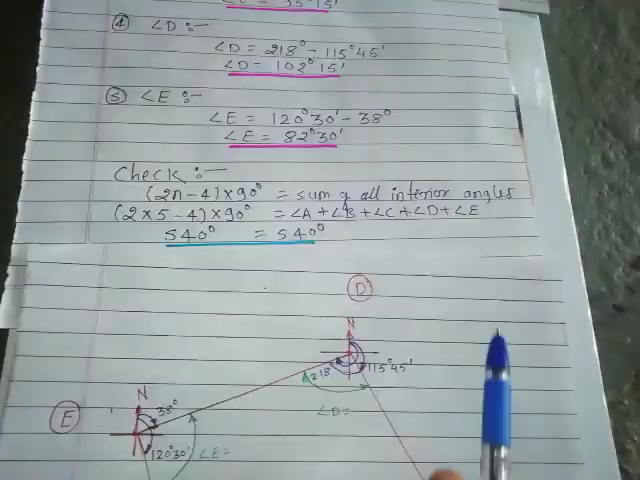 ④ ∠D :-
∠D = 218° - 115°45'
∠D = 102°15'
⑤ ∠E :-
∠E = 120°30' - 38°
∠E = 82°30'
Check :-
(2n-4)×90° = sum of all interior angles
(2×5-4)×90° = ∠A+∠B+∠C+∠D+∠E
540° = 540°
D
N
218° 115°45'
∠D=
N
38°
E
120°30' ∠E=